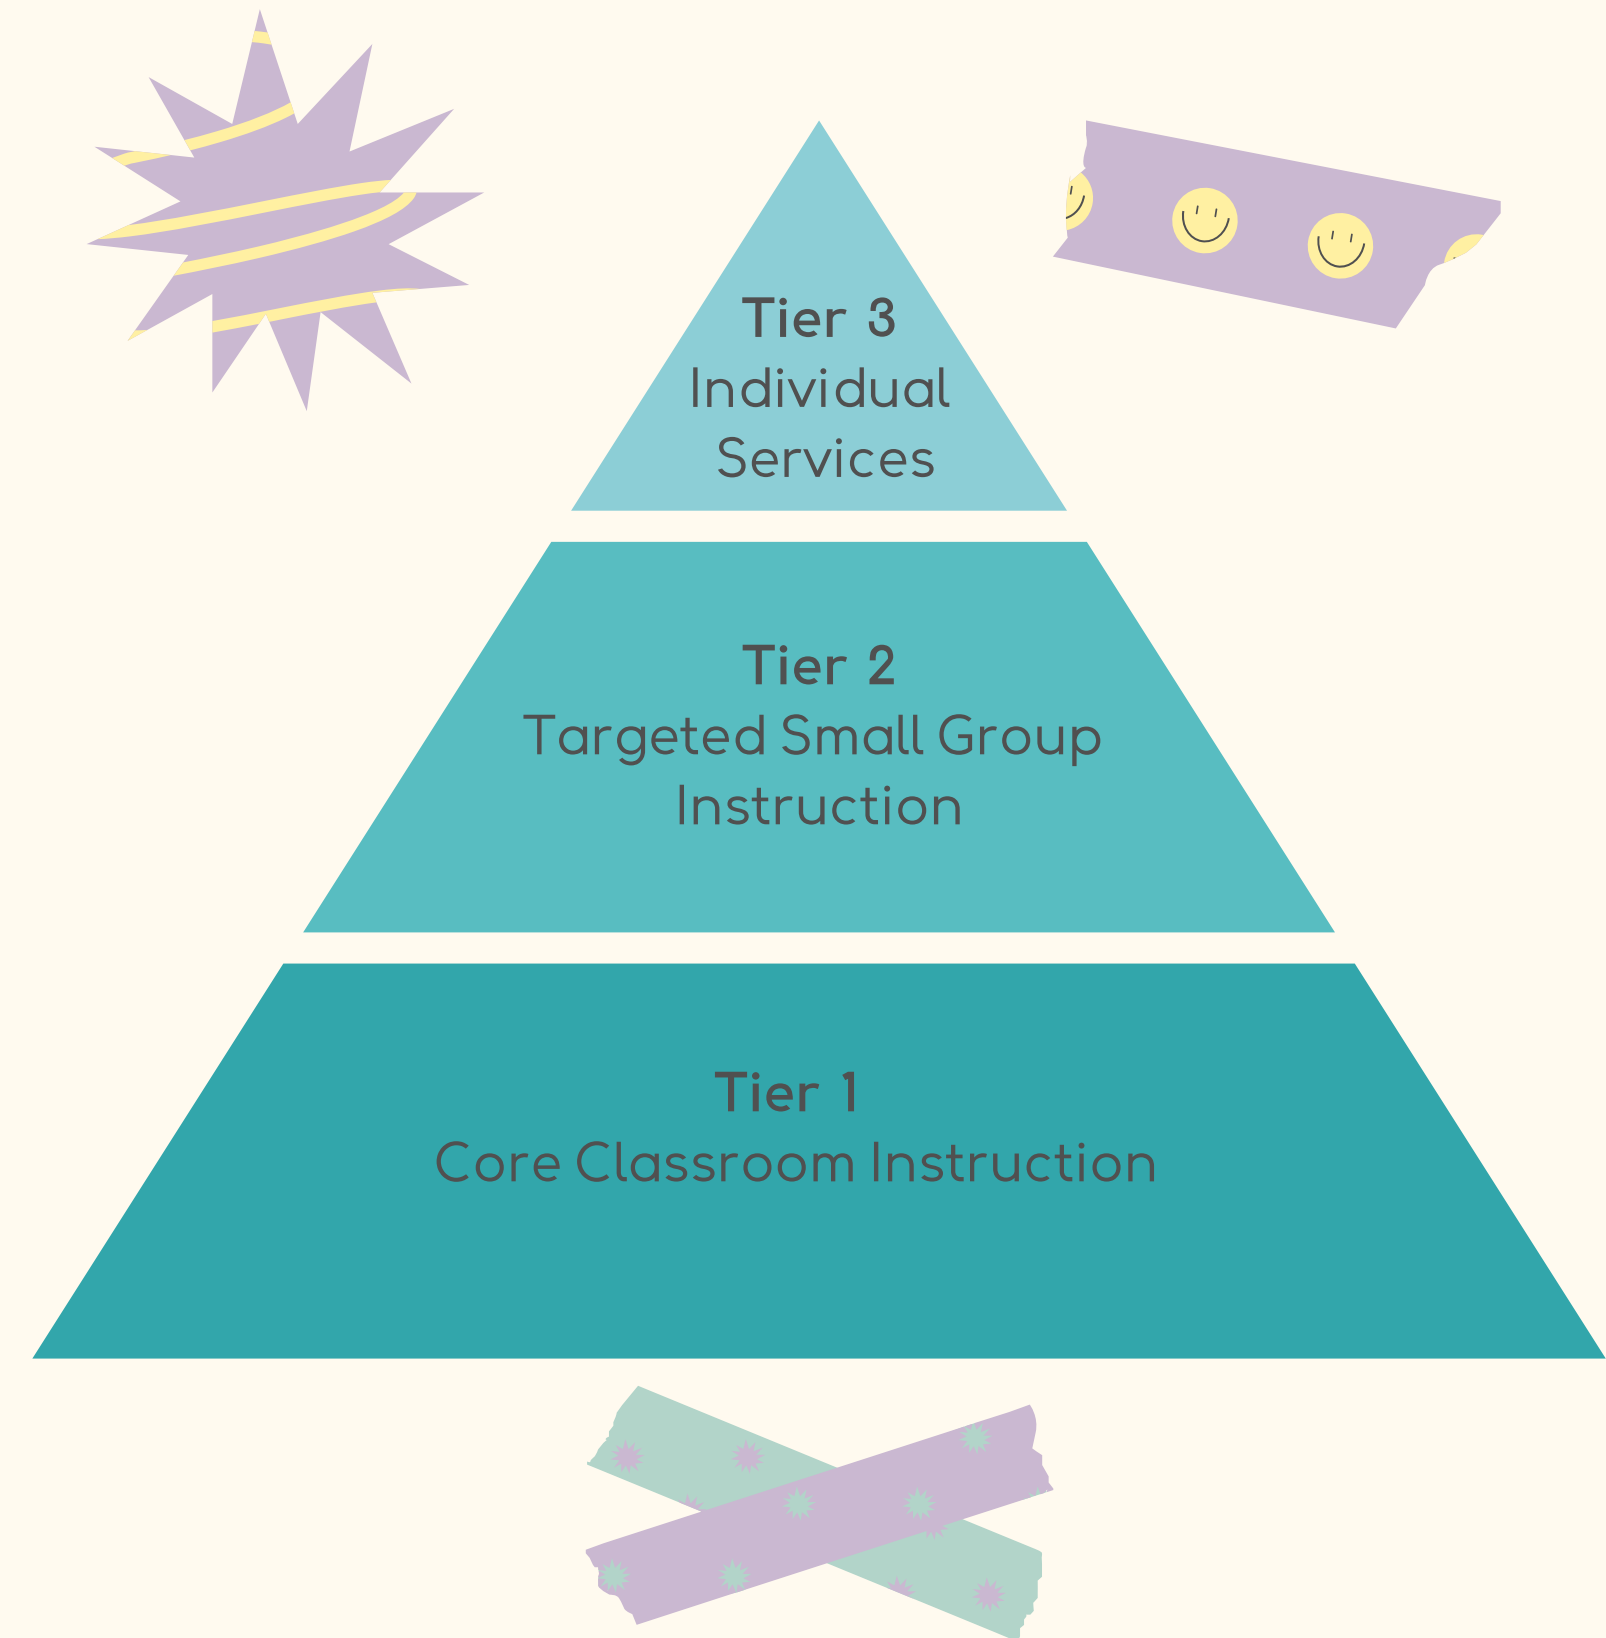 Tier 3
Individual
Services
Tier 2
Targeted Small Group
Instruction
Tier 1
Core Classroom Instruction